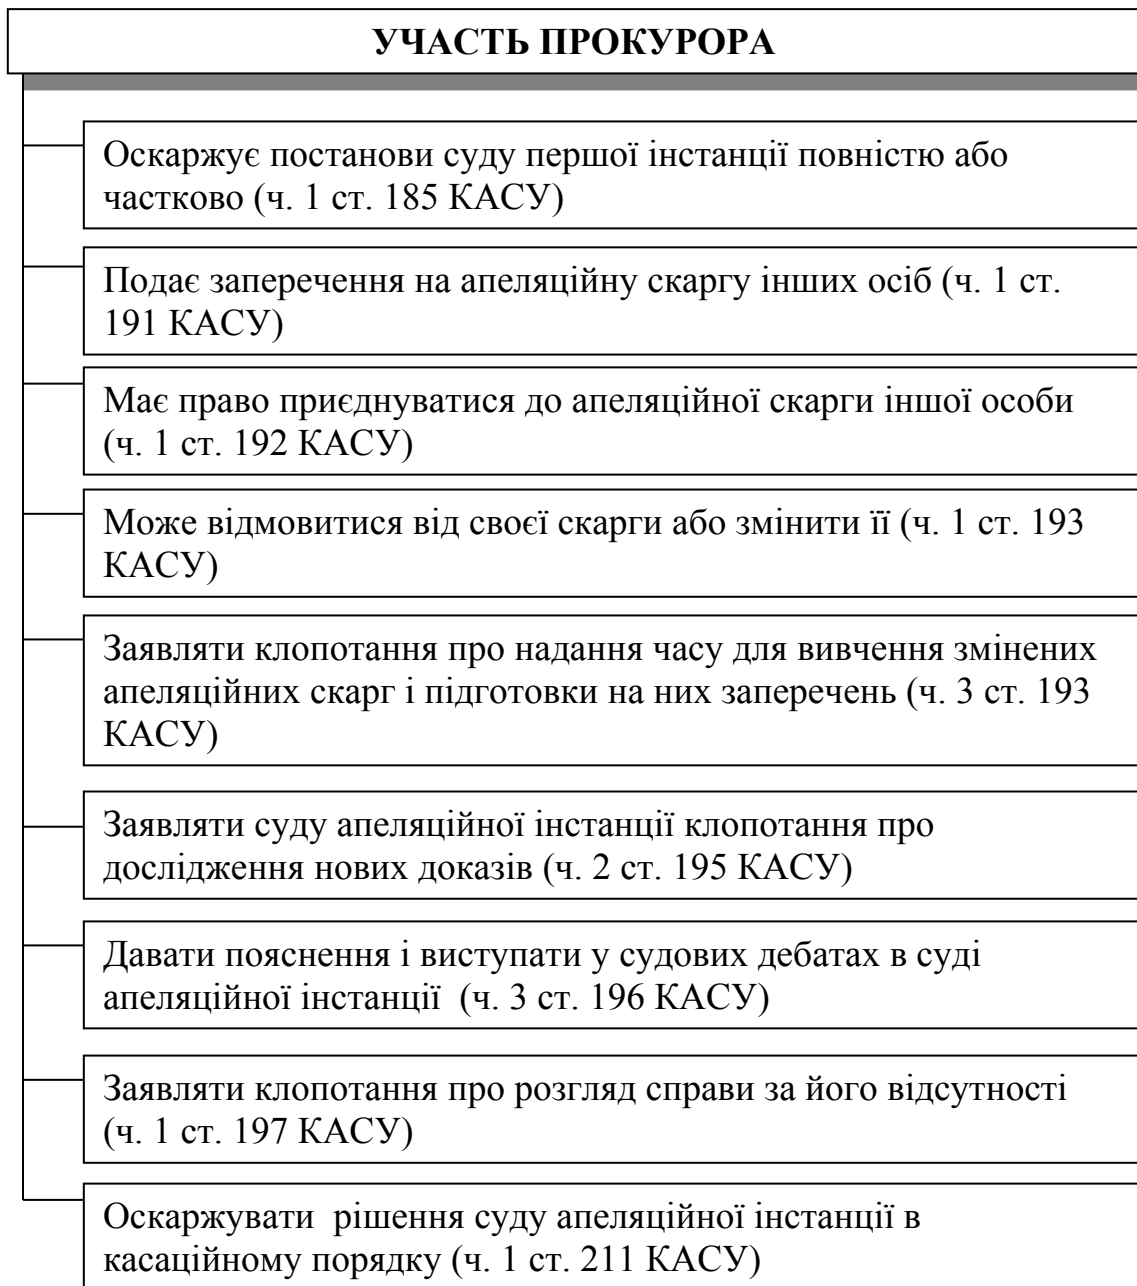 УЧАСТЬ ПРОКУРОРА
Оскаржує постанови суду першої інстанції повністю або
частково (ч. 1 ст. 185 КАСУ)
Подає заперечення на апеляційну скаргу інших осіб (ч. 1 ст.
191 КАСУ)
Має право приєднуватися до апеляційної скарги іншої особи
(ч. 1 ст. 192 КАСУ)
Може відмовитися від своєї скарги або змінити її (ч. 1 ст. 193
КАСУ)
Заявляти клопотання про надання часу для вивчення змінених
апеляційних скарг і підготовки на них заперечень (ч. 3 ст. 193
КАСУ)
Заявляти суду апеляційної інстанції клопотання про
дослідження нових доказів (ч. 2 ст. 195 КАСУ)
Давати пояснення і виступати у судових дебатах в суді
апеляційної інстанції  (ч. 3 ст. 196 КАСУ)
Заявляти клопотання про розгляд справи за його відсутності
(ч. 1 ст. 197 КАСУ)
Оскаржувати  рішення суду апеляційної інстанції в
касаційному порядку (ч. 1 ст. 211 КАСУ)